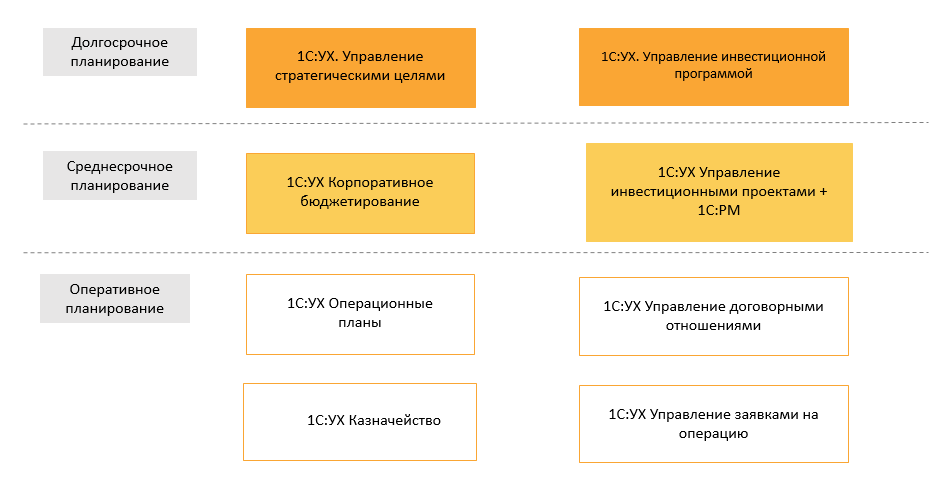 Долгосрочное
планирование
1С:УХ. Управление
стратегическими целями
1С:УХ. Управление инвестиционной
программой
Среднесрочное
планирование
1С:УХ Корпоративное
бюджетирование
1С:УХ Управление
инвестиционными проектами +
1С:PM
Оперативное
планирование
1С:УХ Операционные
планы
1С:УХ Управление договорными
отношениями
1С:УХ Казначейство
1С:УХ Управление заявками на
операцию